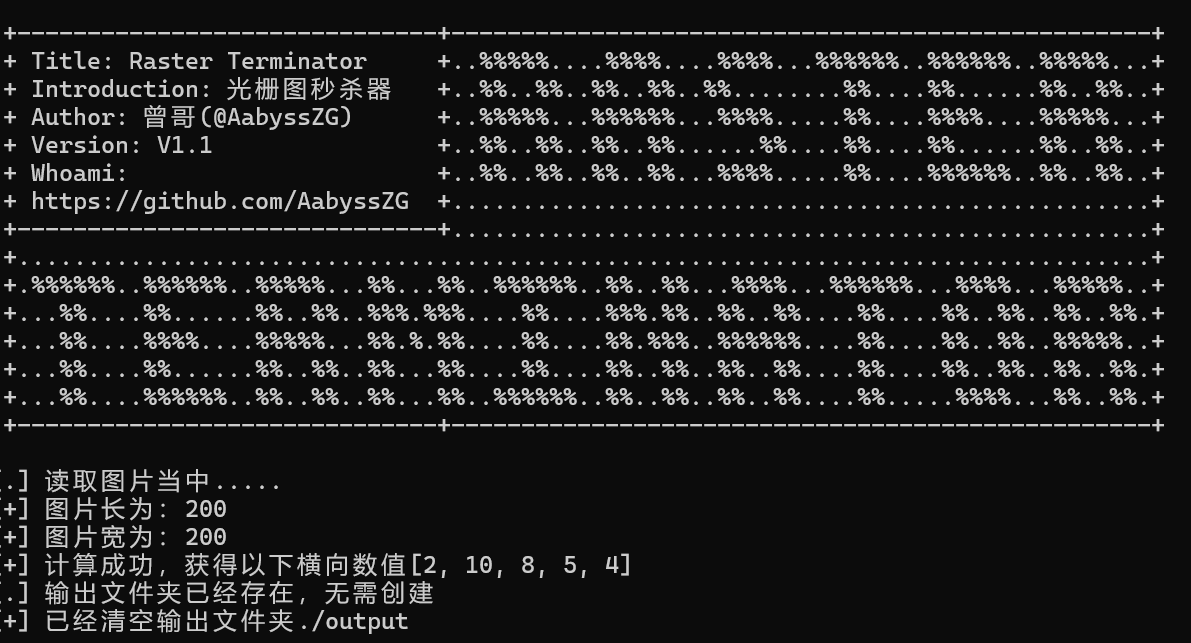 Title: Raster Terminator
Introduction: 光栅图秒杀器
Author: 曾哥(@AabyssZG)
Version: V1.1
Whoami:
https://github.com/AabyssZG
RASTER
TERMINATOR
[.] 读取图片当中.....
[+] 图片长为: 200
[+] 图片宽为: 200
[+] 计算成功, 获得以下横向数值[2, 10, 8, 5, 4]
[.] 输出文件夹已经存在, 无需创建
[+] 已经清空输出文件夹./output